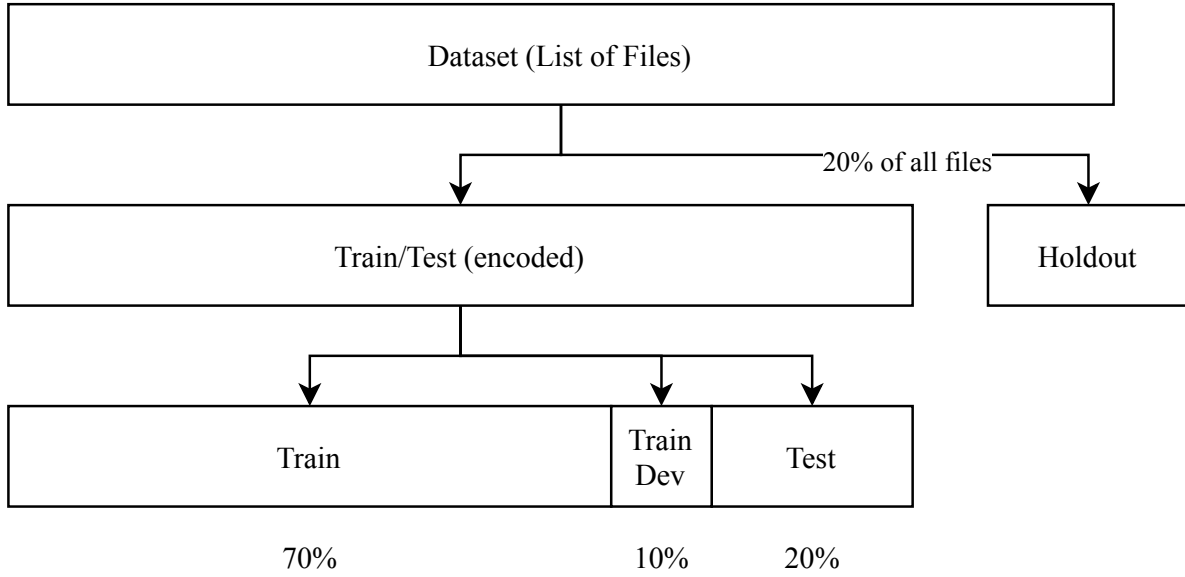 Dataset (List of Files)
20% of all files
Train/Test (encoded)
Holdout
Train
Train
Dev
Test
70%
10%
20%